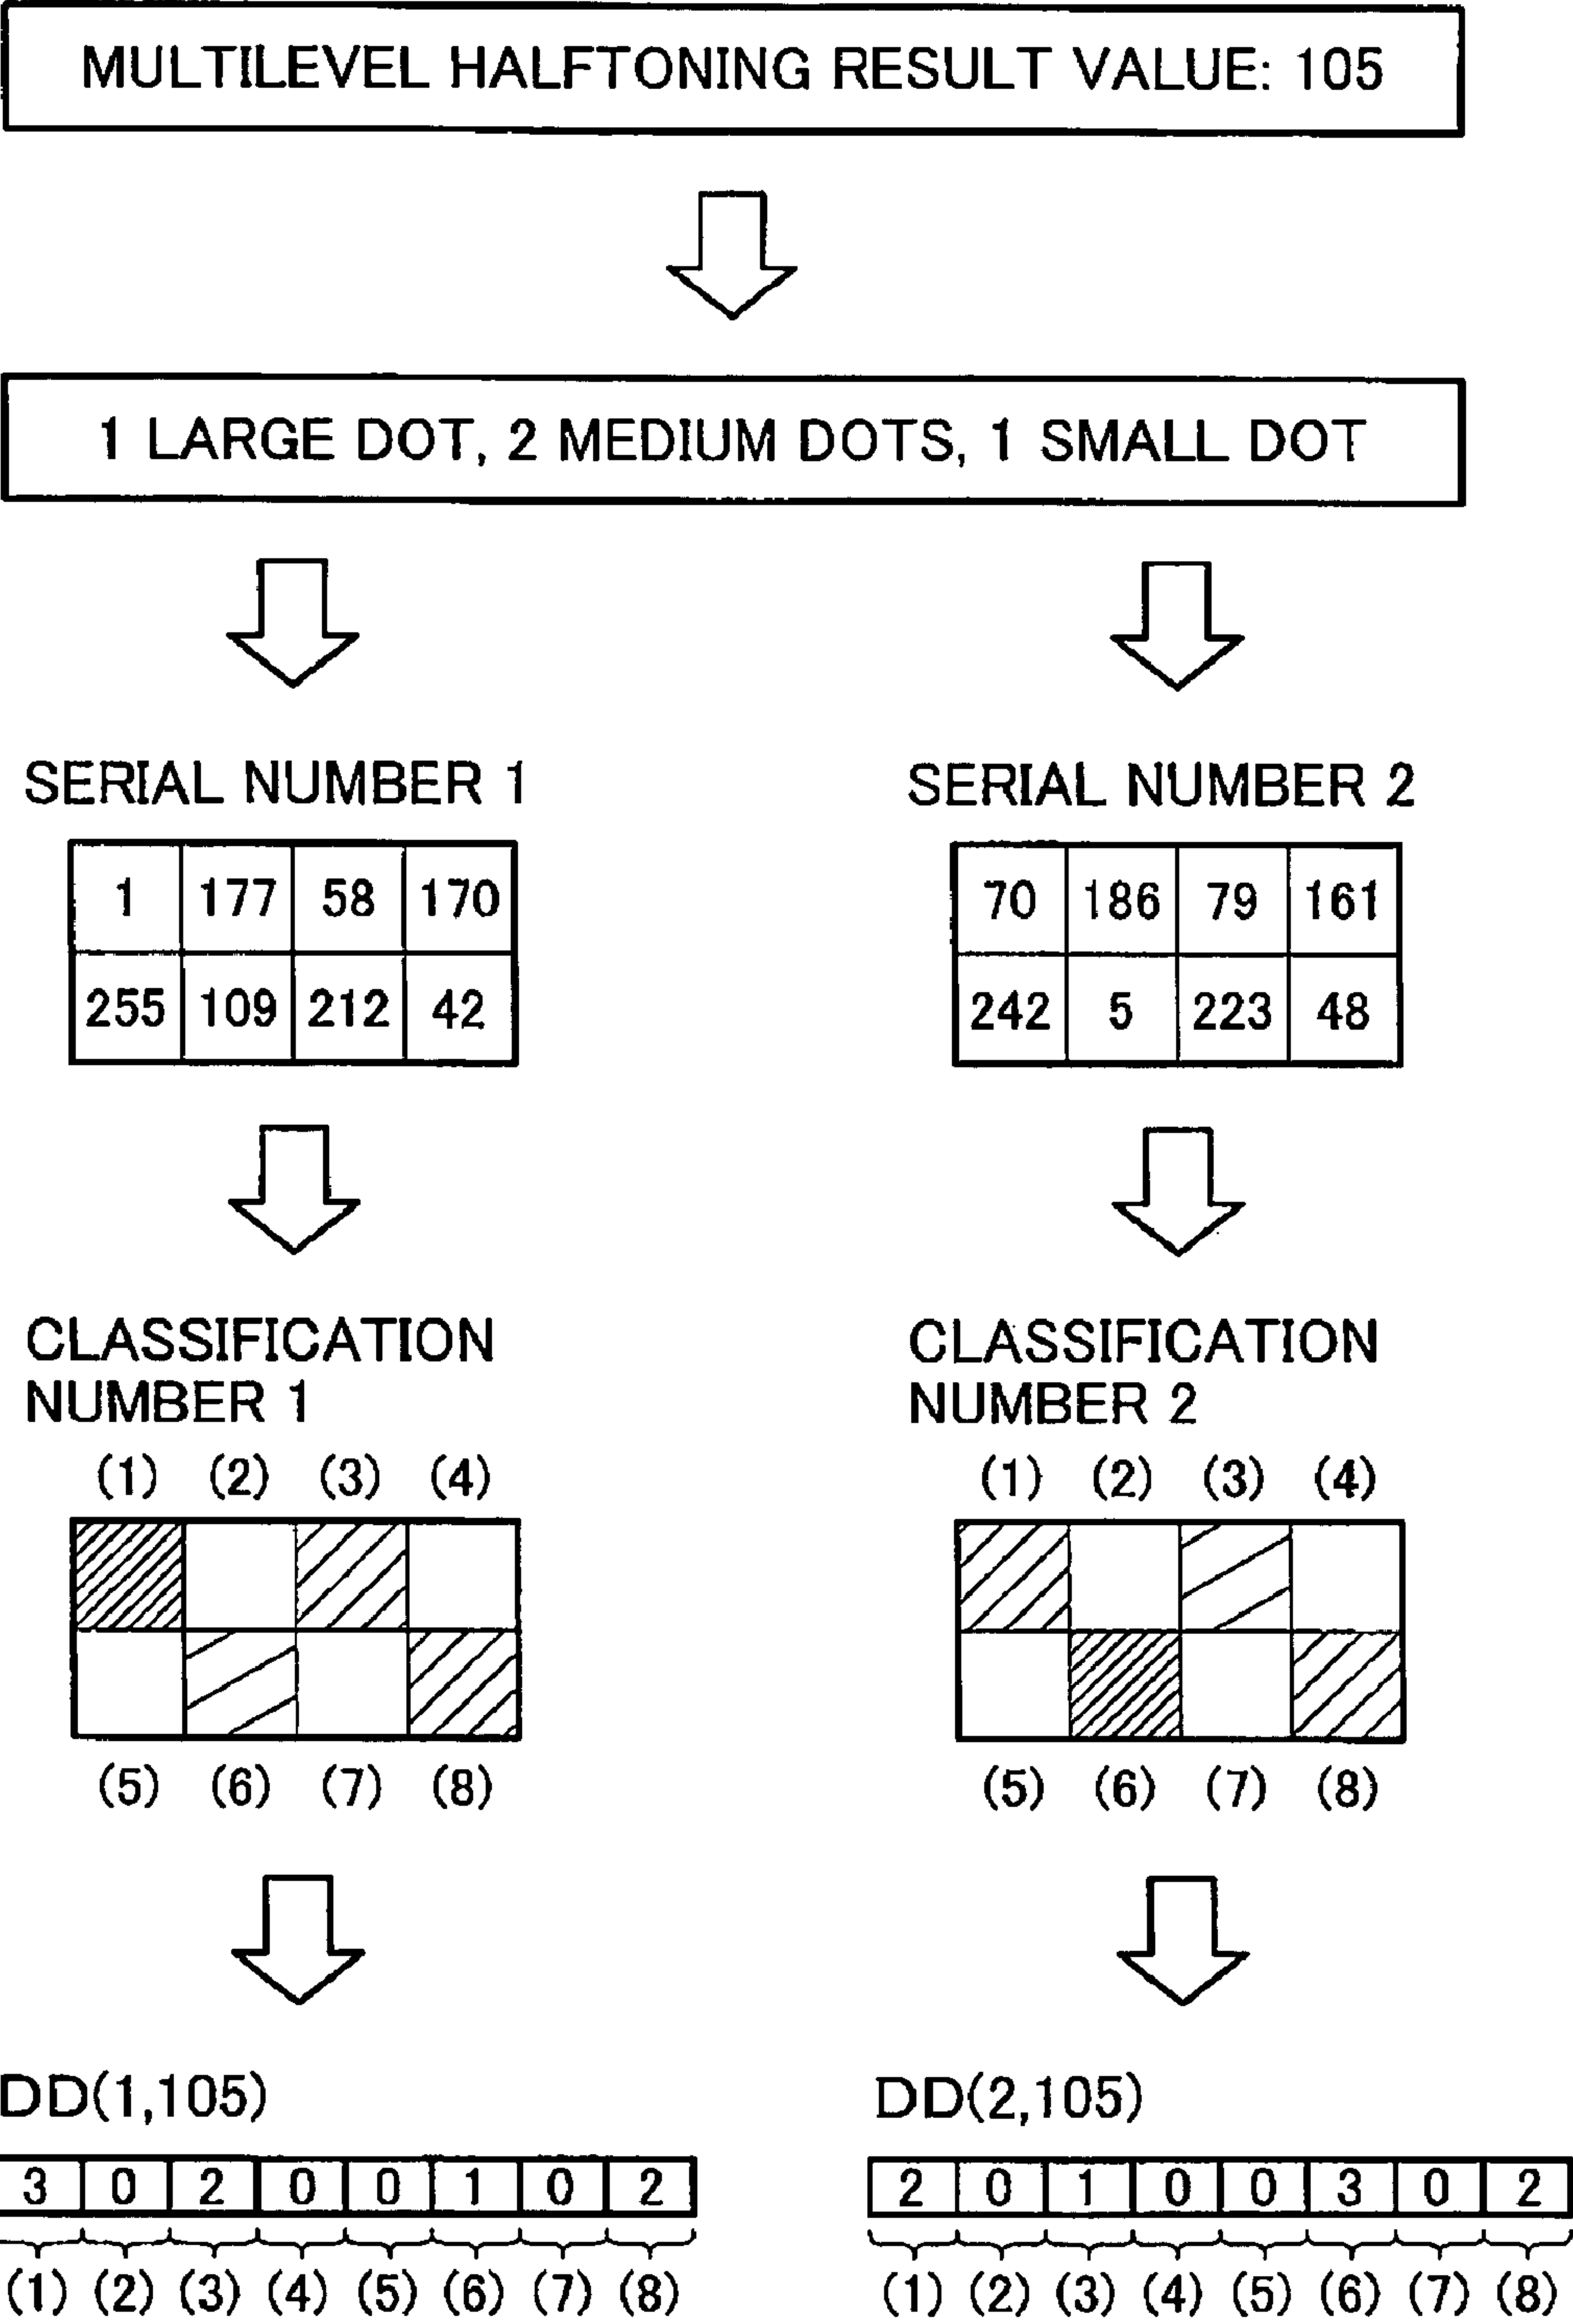 MULTILEVEL HALFTONING RESULT VALUE: 105
1 LARGE DOT, 2 MEDIUM DOTS, 1 SMALL DOT
SERIAL NUMBER 1
1 177 58 170
255 109 212 42
CLASSIFICATION
NUMBER 1
(1) (2) (3) (4)
(5) (6) (7) (8)
DD(1,105)
3 0 2 0 0 1 0 2
(1) (2) (3) (4) (5) (6) (7) (8)
SERIAL NUMBER 2
70 186 79 161
242 5 223 48
CLASSIFICATION
NUMBER 2
(1) (2) (3) (4)
(5) (6) (7) (8)
DD(2,105)
2 0 1 0 0 3 0 2
(1) (2) (3) (4) (5) (6) (7) (8)